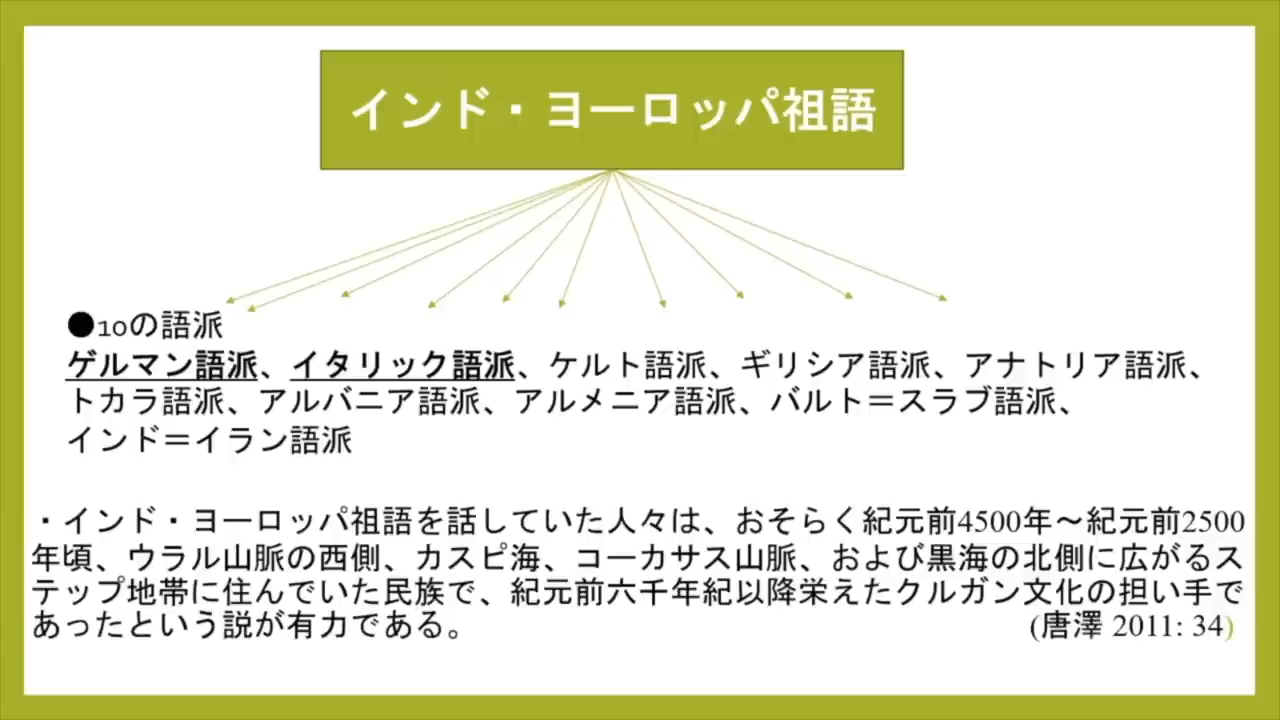 インド・ヨーロッパ祖語
●10の語派
ゲルマン語派、イタリック語派、ケルト語派、ギリシア語派、アナトリア語派、
トカラ語派、アルバニア語派、アルメニア語派、バルト＝スラブ語派、
インド＝イラン語派
・インド・ヨーロッパ祖語を話していた人々は、おそらく紀元前4500年～紀元前2500
年頃、ウラル山脈の西側、カスピ海、コーカサス山脈、および黒海の北側に広がるス
テップ地帯に住んでいた民族で、紀元前六千年紀以降栄えたクルガン文化の担い手で
あったという説が有力である。 (唐澤 2011: 34)